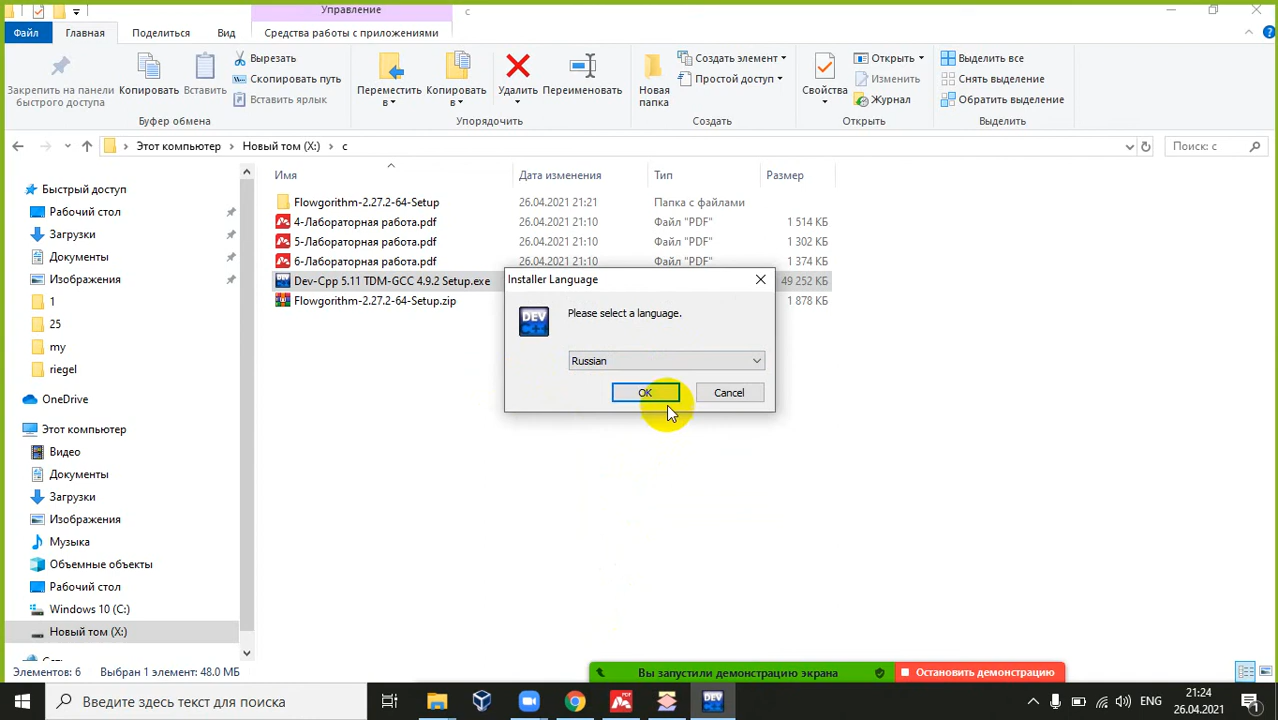 Управление
с
Файл
Главная
Поделиться
Вид
Средства работы с приложениями
Закрепить на панели
быстрого доступа
Копировать
Вставить
Вырезать
Скопировать путь
Вставить ярлык
Буфер обмена
Переместить
в
Копировать
в
Удалить
Переименовать
Упорядочить
Новая
папка
Создать элемент
Простой доступ
Создать
Свойства
Открыть
Изменить
Журнал
Открыть
Выделить все
Снять выделение
Обратить выделение
Выделить
Этот компьютер
Новый том (X:)
с
Поиск: с
Быстрый доступ
Рабочий стол
Загрузки
Документы
Изображения
1
25
my
riegel
OneDrive
Этот компьютер
Видео
Документы
Загрузки
Изображения
Музыка
Объемные объекты
Рабочий стол
Windows 10 (C:)
Новый том (X:)
Имя
Дата изменения
Тип
Размер
Flowgorithm-2.27.2-64-Setup
26.04.2021 21:21
Папка с файлами
4-Лабораторная работа.pdf
26.04.2021 21:10
Файл "PDF"
1 514 КБ
5-Лабораторная работа.pdf
26.04.2021 21:10
Файл "PDF"
1 302 КБ
6-Лабораторная работа.pdf
26.04.2021 21:10
Файл "PDF"
1 374 КБ
Dev-Cpp 5.11 TDM-GCC 4.9.2 Setup.exe
49 252 КБ
Flowgorithm-2.27.2-64-Setup.zip
1 878 КБ
Installer Language
DEV
C++
Please select a language.
Russian
OK
Cancel
Элементов: 6
Выбран 1 элемент: 48.0 МБ
Вы запустили демонстрацию экрана
Остановить демонстрацию
Введите здесь текст для поиска
PDF
DEV
ENG
21:24
26.04.2021
1